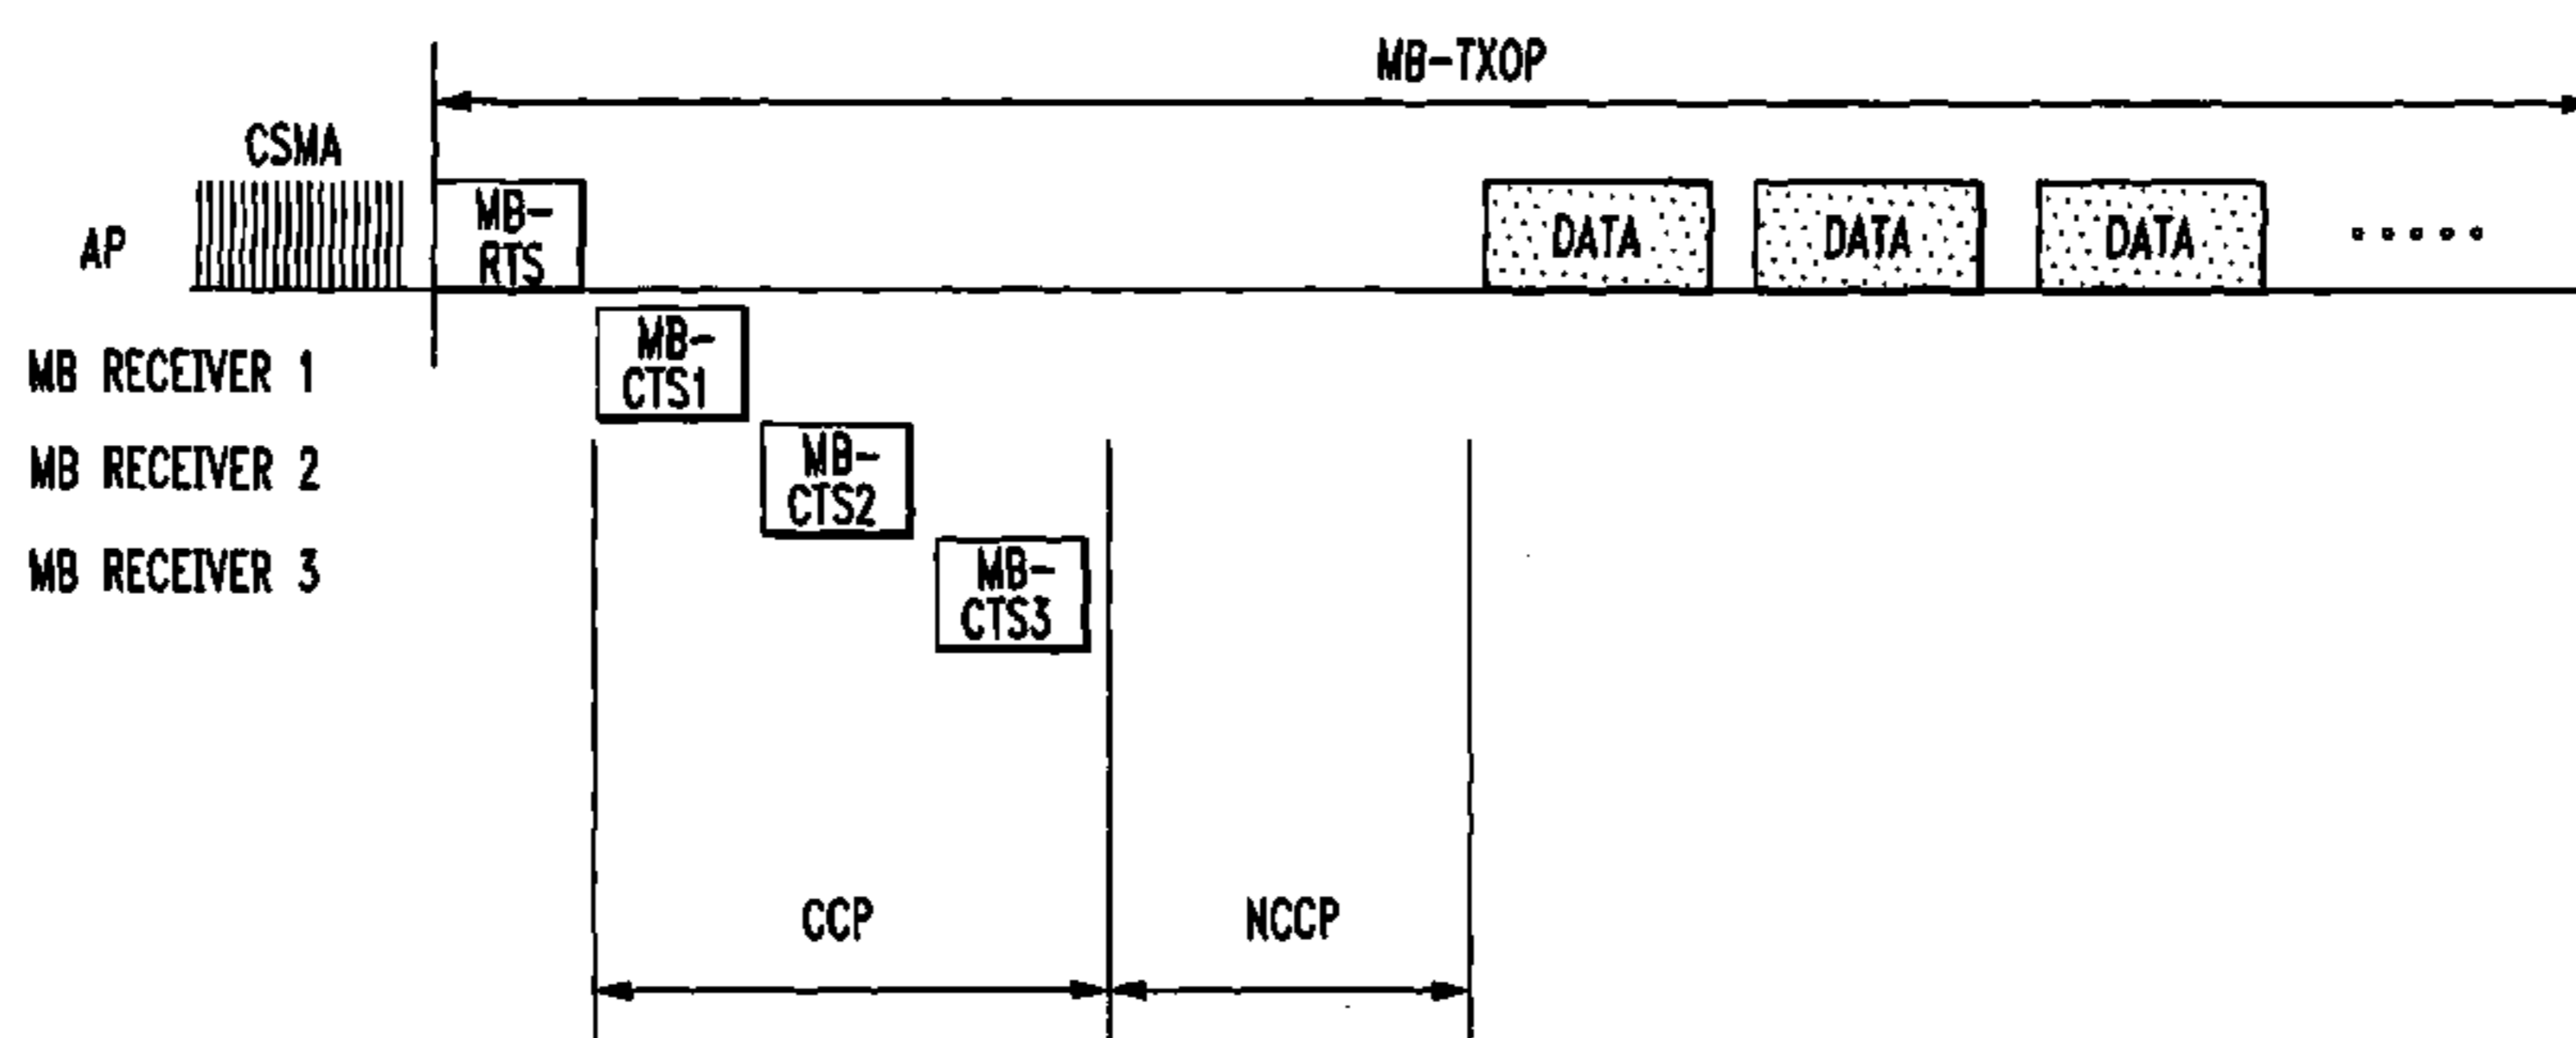 MB-TXOP
CSMA
AP
MB-
RTS
DATA
DATA
DATA
MB RECEIVER 1
MB-
CTS1
MB RECEIVER 2
MB-
CTS2
MB RECEIVER 3
MB-
CTS3
CCP
NCCP